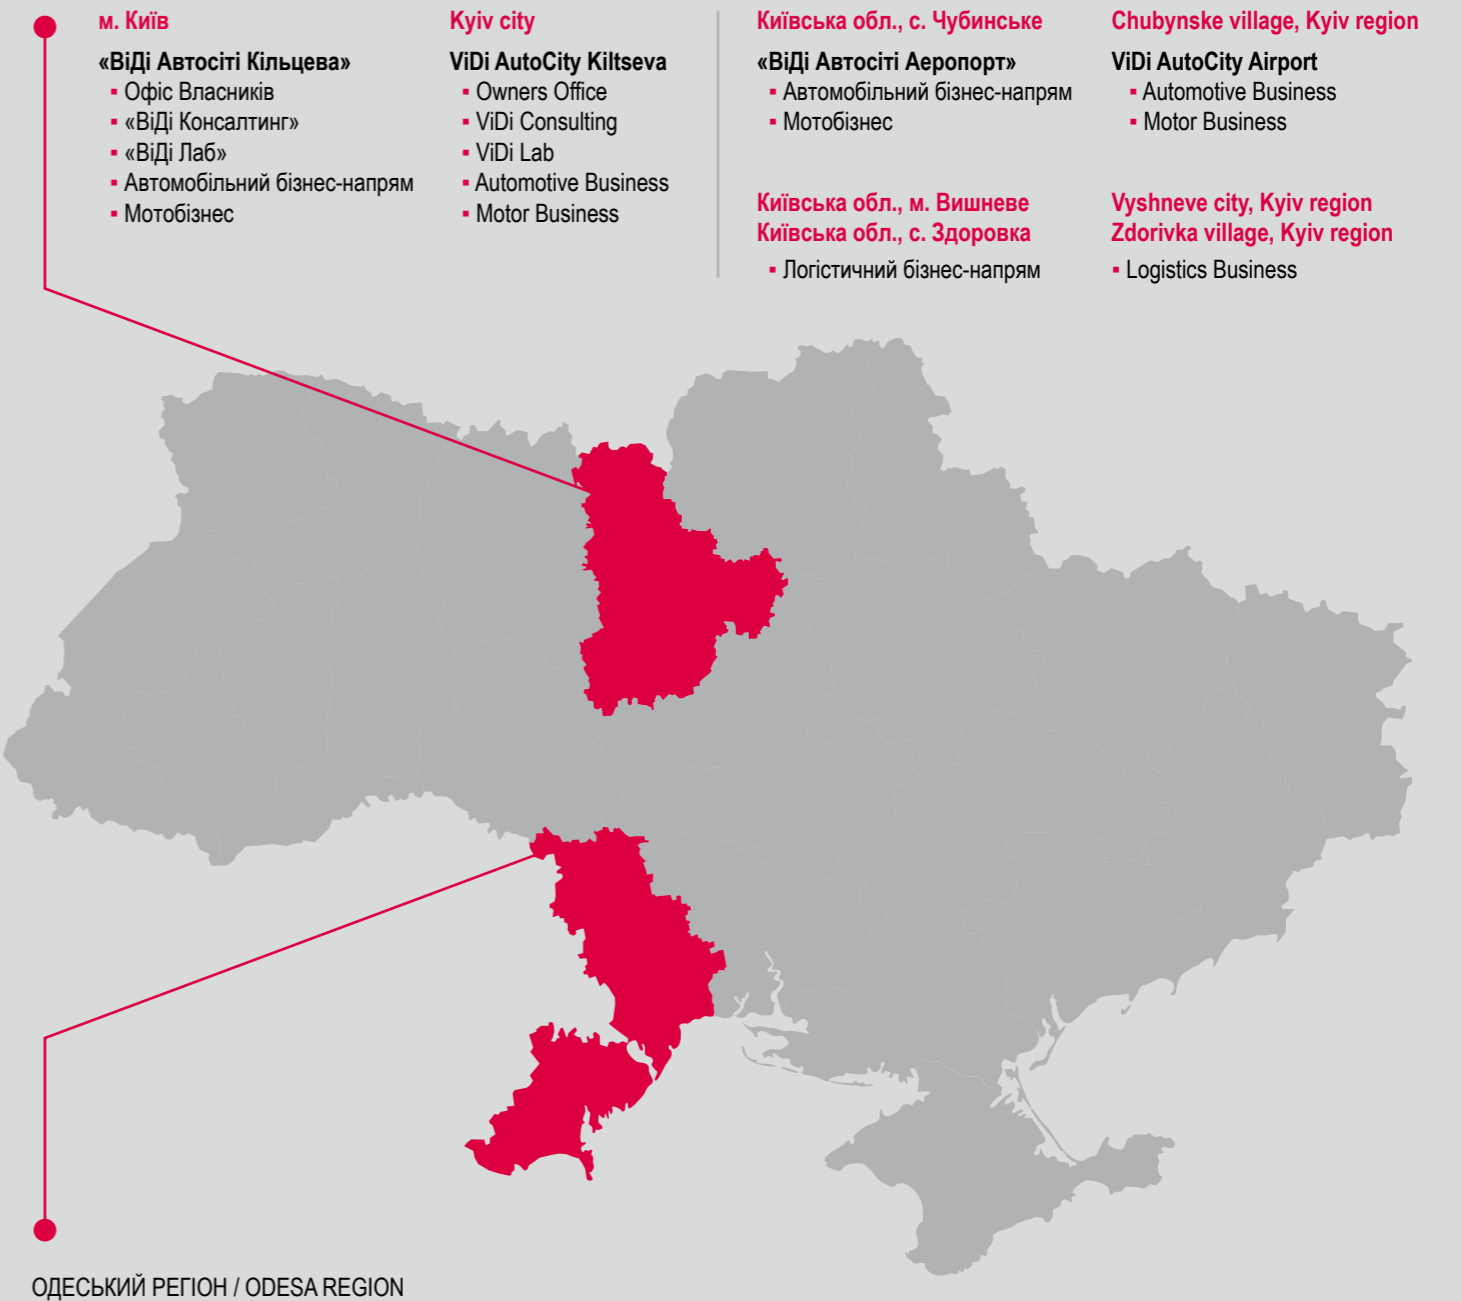 м. Київ
«ВіДі Автосіті Кільцева»
▪ Офіс Власників
▪ «ВіДі Консалтинг»
▪ «ВіДі Лаб»
▪ Автомобільний бізнес-напрям
▪ Мотобізнес
Kyiv city
ViDi AutoCity Kiltseva
▪ Owners Office
▪ ViDi Consulting
▪ ViDi Lab
▪ Automotive Business
▪ Motor Business
Київська обл., с. Чубинське
«ВіДі Автосіті Аеропорт»
▪ Автомобільний бізнес-напрям
▪ Мотобізнес
Chubynske village, Kyiv region
ViDi AutoCity Airport
▪ Automotive Business
▪ Motor Business
Київська обл., м. Вишневе
Київська обл., с. Здоровка
▪ Логістичний бізнес-напрям
Vyshneve city, Kyiv region
Zdorivka village, Kyiv region
▪ Logistics Business
ОДЕСЬКИЙ РЕГІОН / ODESA REGION